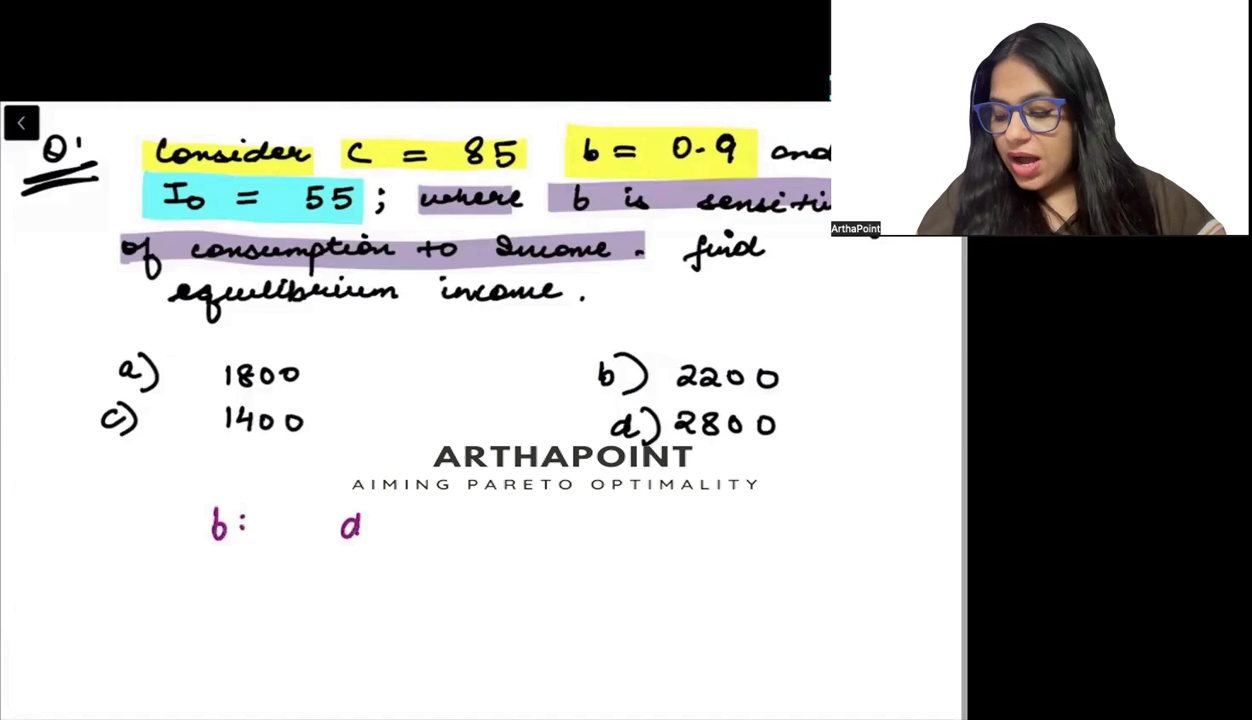 Q1 Consider C = 85 b = 0.9 and
I0 = 55 ; where b is sensitiv
of consumption to Income. find
equilibrium income.
a) 1800 b) 2200
c) 1400 d) 2800
ARTHAPOINT
AIMING PARETO OPTIMALITY
b: d
ArthaPoint